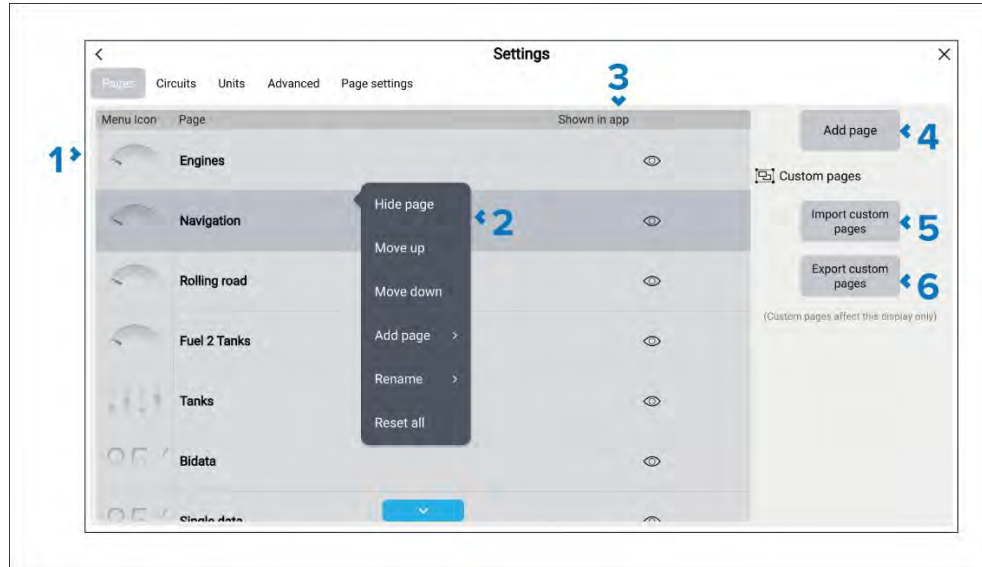 Settings
Pages Circuits Units Advanced Page settings
3
Menu Icon Page Shown in app
Add page
4
1
Engines
Custom pages
Hide page
2
Navigation
Import custom
pages
5
Move up
Rolling road
Move down
Export custom
pages
6
(Custom pages affect this display only)
Fuel 2 Tanks
Add page
Rename
Tanks
Reset all
Bidata
Single data